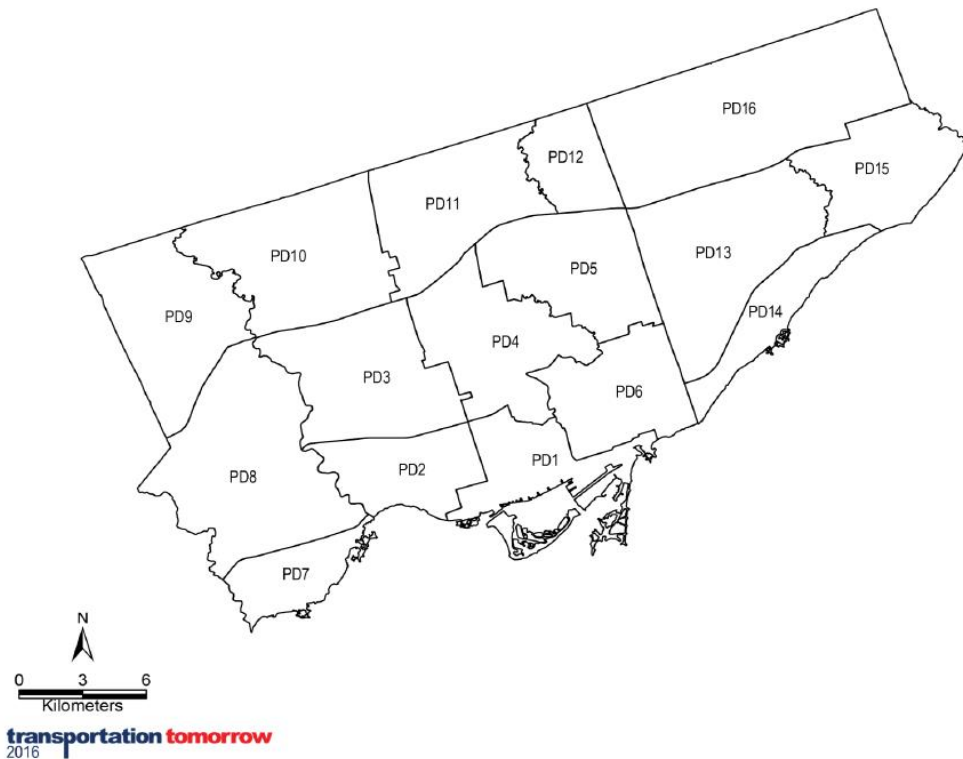 PD16
PD12
PD15
PD11
PD10
PD5
PD13
PD9
PD14
PD4
PD3
PD6
PD1
PD2
PD8
PD7
N
0 3 6
Kilometers
transportation tomorrow
2016